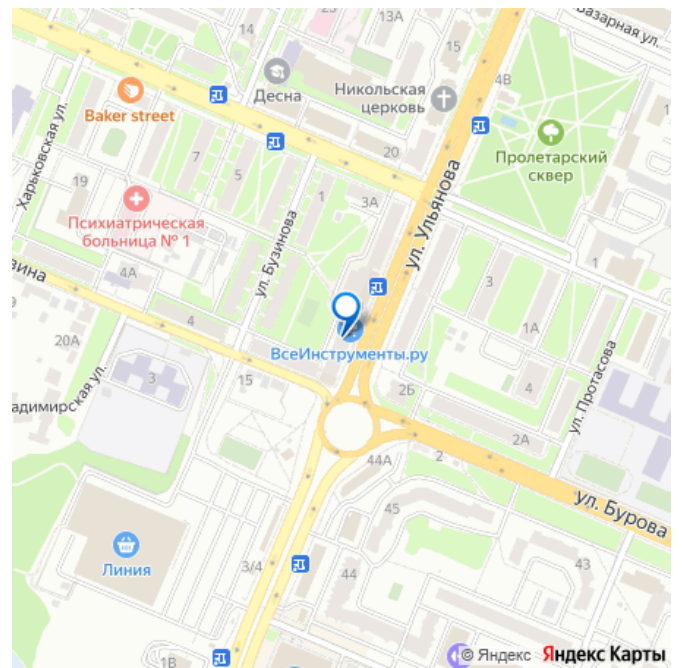 Базарная ул.
13А
15
Десна
Никольская
церковь
4В
Baker street
Харьковская ул.
7
5
20
Пролетарский
сквер
19
1
3А
Психиатрическая
больница № 1
ул. Бузинова
ул. Ульянова
1
4А
вина
3
4
1А
20А
ВсеИнструменты.ру
ул. Протасова
3
15
2Б
4
адимирская ул.
2А
44А
2
45
ул. Бурова
Линия
3/4
44
43
1В
© Яндекс Яндекс Карты